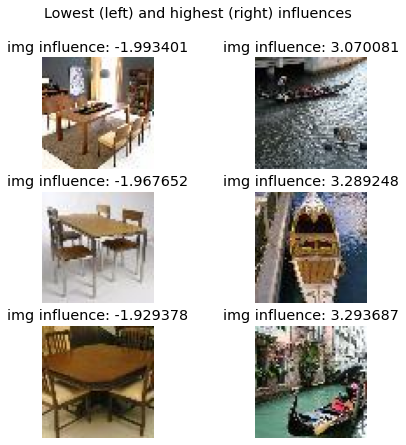 Lowest (left) and highest (right) influences
img influence: -1.993401
img influence: 3.070081
img influence: -1.967652
img influence: 3.289248
img influence: -1.929378
img influence: 3.293687